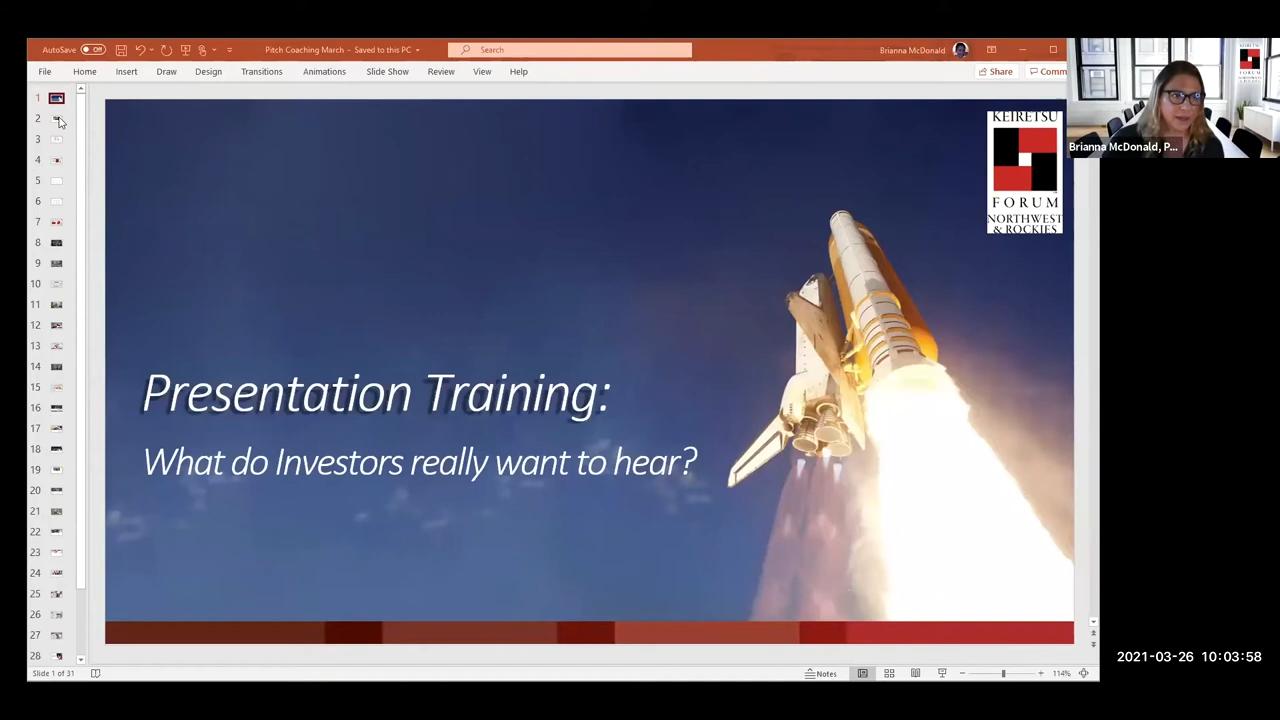 AutoSave
Off
Pitch Coaching March – Saved to this PC
Search
Brianna McDonald
File Home Insert Draw Design Transitions Animations Slide Show Review View Help
Share
Comm
Brianna McDonald, P...
KEIRETSU
FORUM
NORTHWEST
& ROCKIES
Presentation Training:
What do Investors really want to hear?
1
2
3
4
5
6
7
8
9
10
11
12
13
14
15
16
17
18
19
20
21
22
23
24
25
26
27
28
Slide 1 of 31
Notes
114%
2021-03-26 10:03:58